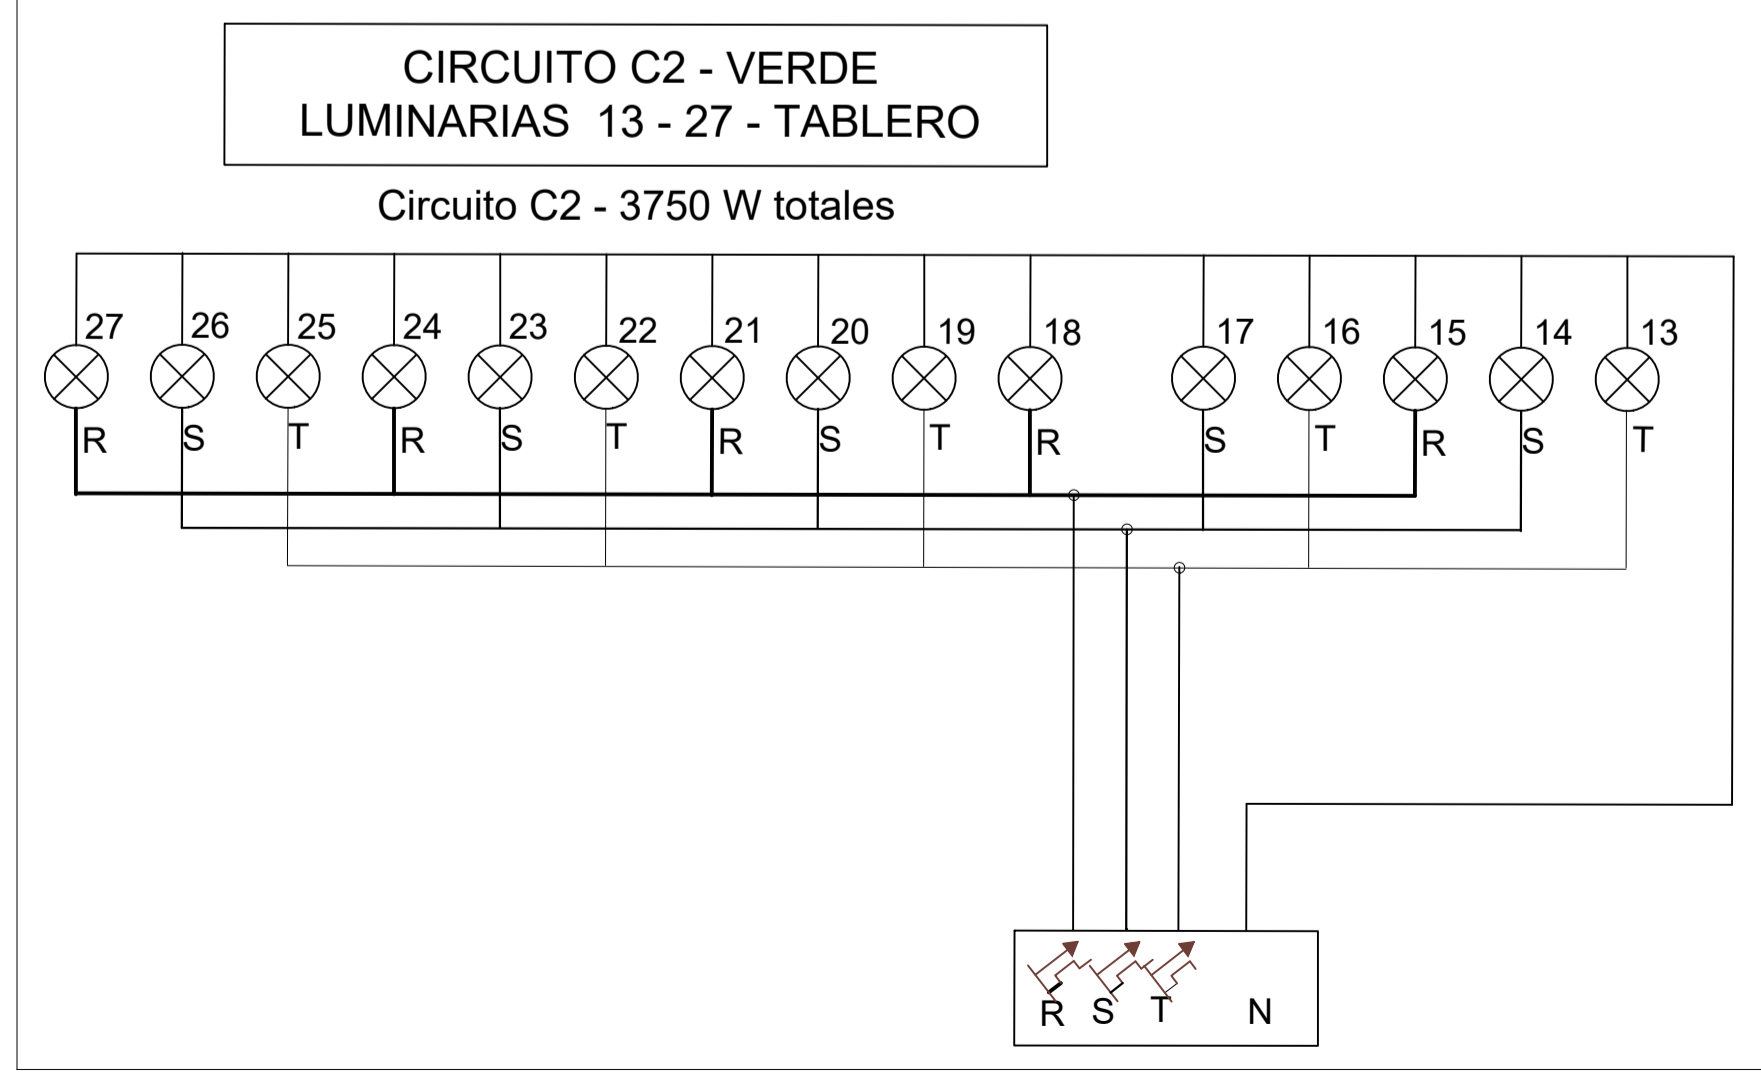 CIRCUITO C2 - VERDE
LUMINARIAS 13 - 27 - TABLERO
Circuito C2 - 3750 W totales
27 26 25 24 23 22 21 20 19 18 17 16 15 14 13
R S T R S T R S T R S T R S T
R S T N